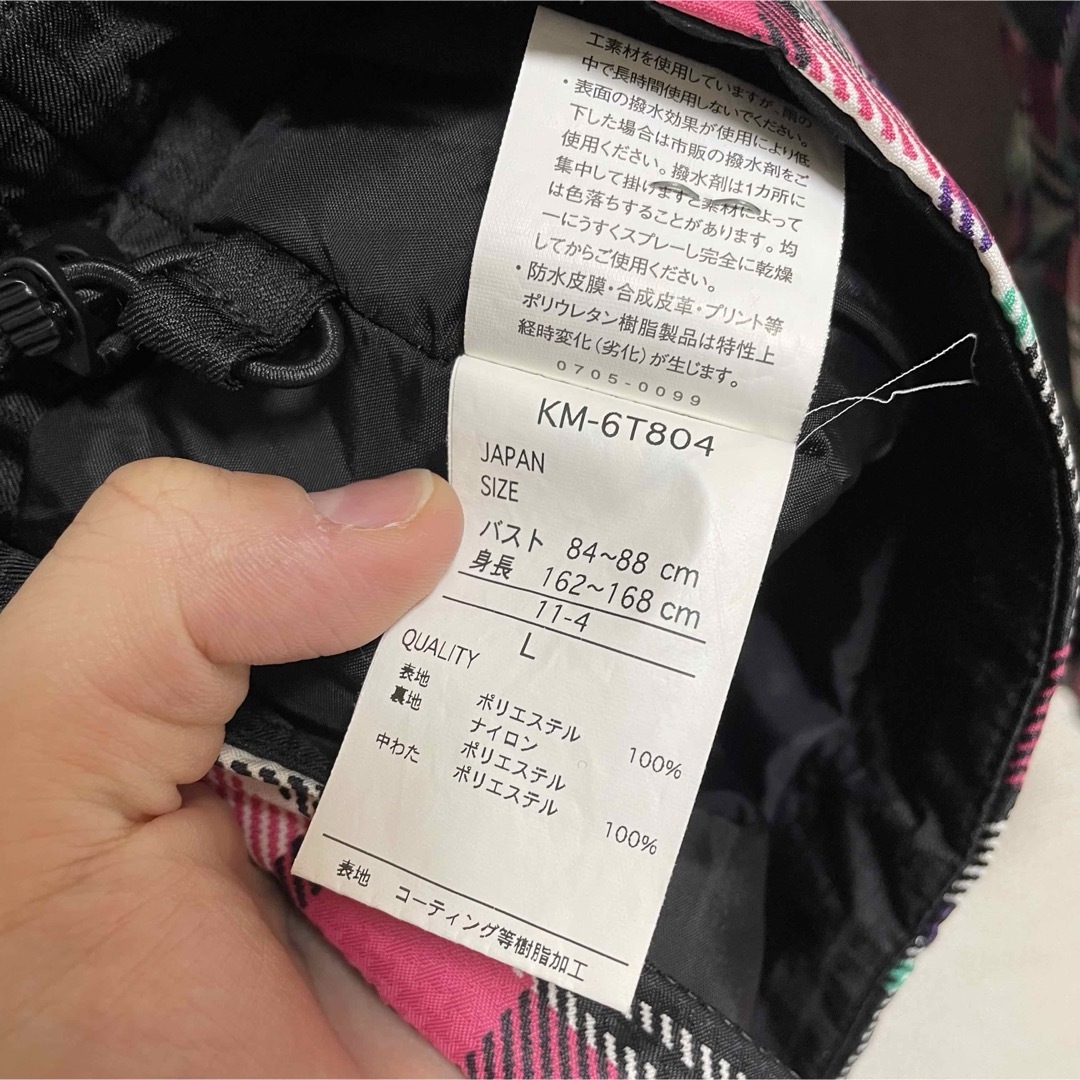 工素材を使用していますが、雨の
中で長時間使用しないでください。
・表面の撥水効果が使用により低
下した場合は市販の撥水剤をご
使用ください。撥水剤は1カ所に
集中して掛けますと素材によって
は色落ちすることがあります。均
一にうすくスプレーし完全に乾燥
してからご使用ください。
・防水皮膜・合成皮革・プリント等
ポリウレタン樹脂製品は特性上
経時変化(劣化)が生じます。
0705-0099
KM-6T804
JAPAN
SIZE
バスト 84~88 cm
身長 162~168 cm
11-4
L
QUALITY
表地 ポリエステル 100%
裏地 ナイロン
ポリエステル
中わた ポリエステル 100%
表地 コーティング等樹脂加工